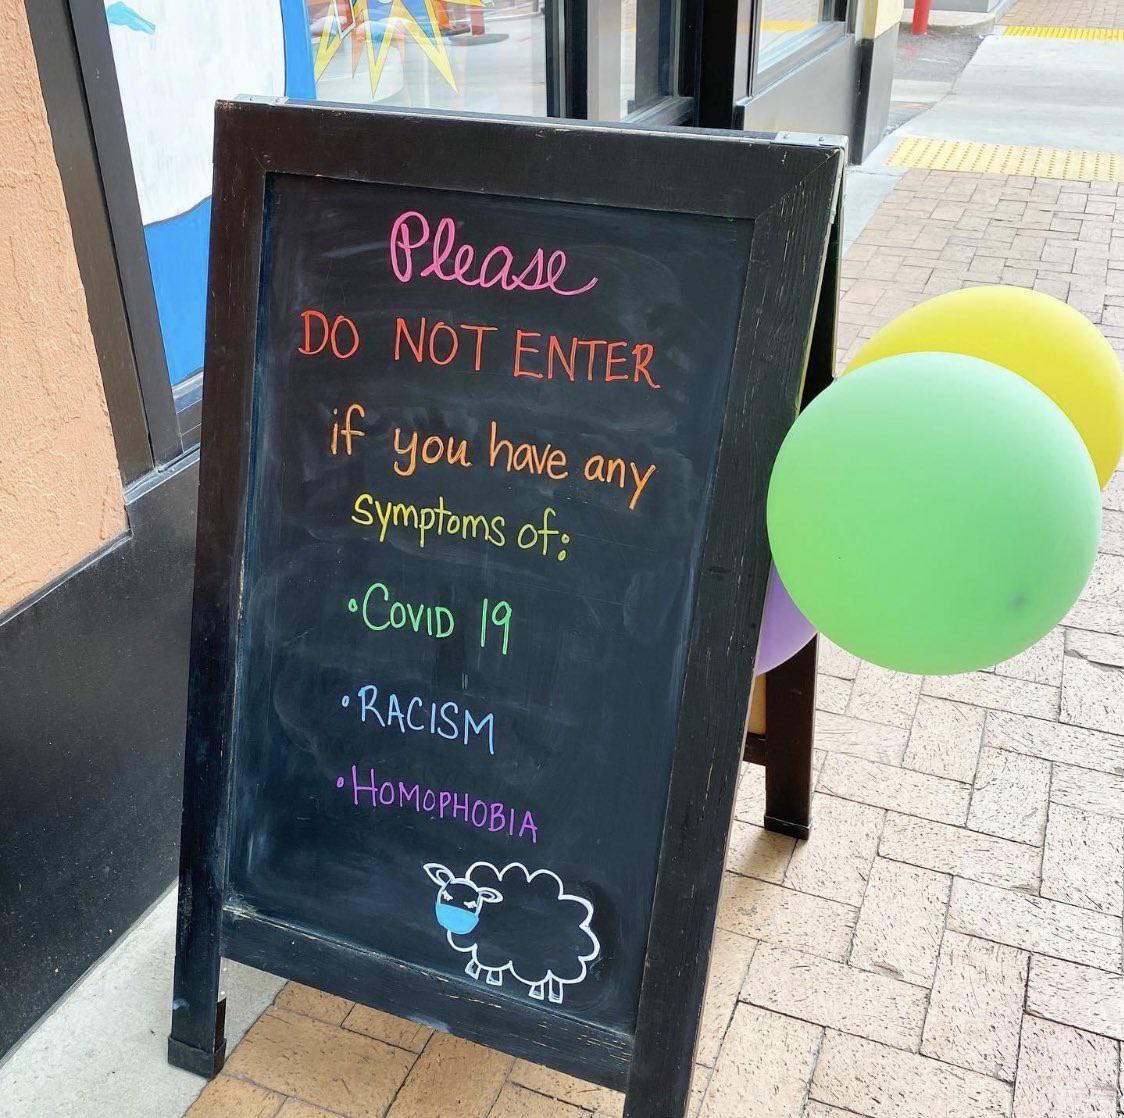 Please
DO NOT ENTER
if you have any
symptoms of:
•COVID 19
•RACISM
•HOMOPHOBIA